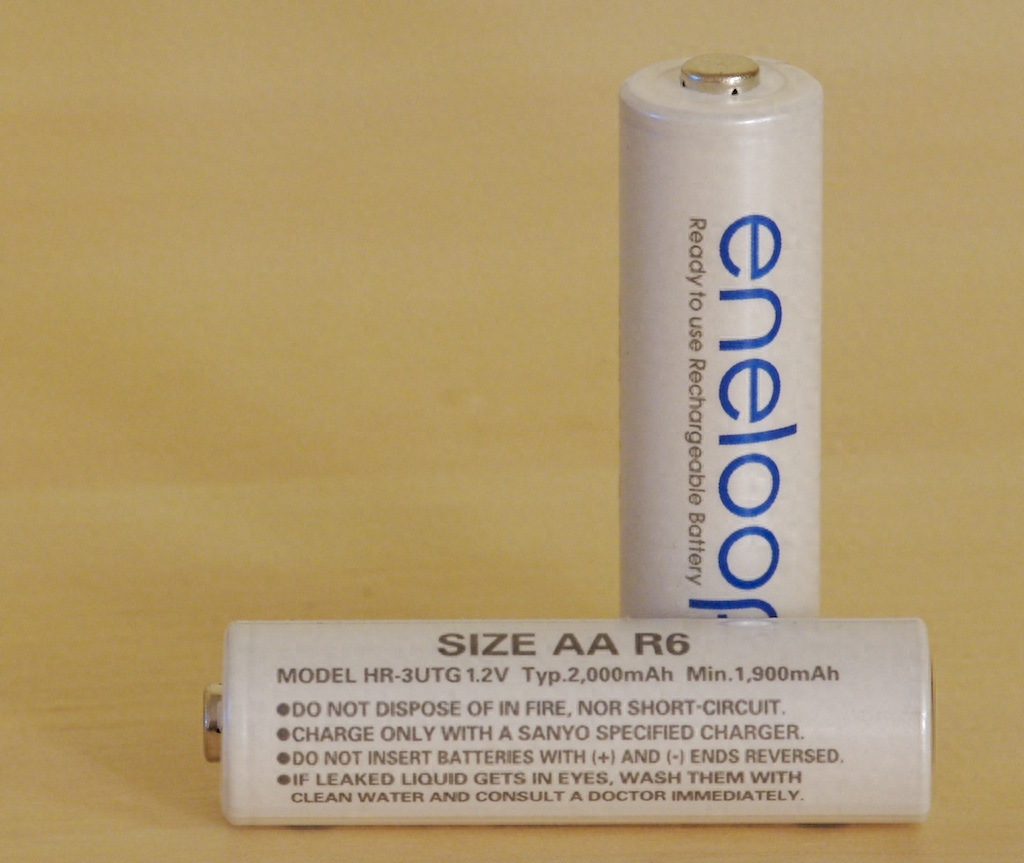 eneloop
Ready to use Rechargeable Battery
SIZE AA R6
MODEL HR-3UTG 1.2V Typ.2,000mAh Min.1,900mAh
●DO NOT DISPOSE OF IN FIRE, NOR SHORT-CIRCUIT.
●CHARGE ONLY WITH A SANYO SPECIFIED CHARGER.
●DO NOT INSERT BATTERIES WITH (+) AND (-) ENDS REVERSED.
●IF LEAKED LIQUID GETS IN EYES, WASH THEM WITH
CLEAN WATER AND CONSULT A DOCTOR IMMEDIATELY.